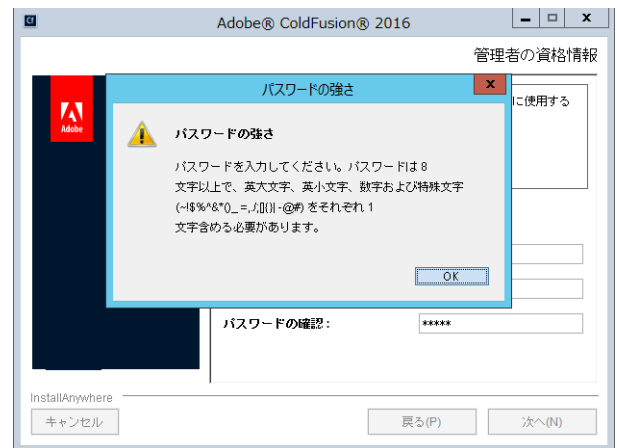 Cf
Adobe® ColdFusion® 2016
管理者の資格情報
パスワードの強さ
x
に使用する
Adobe
パスワードの強さ
パスワードを入力してください。パスワードは 8
文字以上で、英大文字、英小文字、数字および特殊文字
(~!$%^&*()_ =,./;[]{}| -@#) をそれぞれ 1
文字含める必要があります。
OK
パスワードの確認 :
*****
InstallAnywhere
キャンセル
戻る(P)
次へ(N)